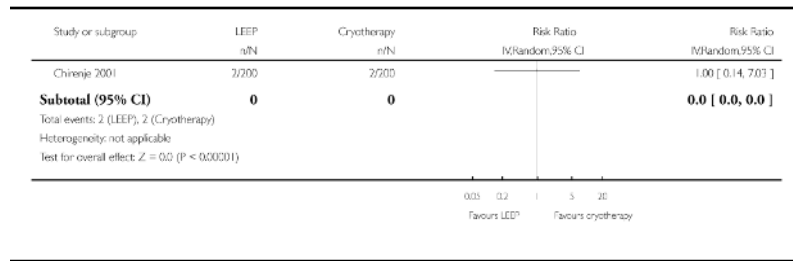 Study or subgroup LEEP Cryotherapy Risk Ratio Risk Ratio
n/N n/N IV,Random,95% CI IV,Random,95% CI
Chirenje 2001 2/200 2/200 1.00 [ 0.14, 7.03 ]
Subtotal (95% CI) 0 0 0.0 [ 0.0, 0.0 ]
Total events: 2 (LEEP), 2 (Cryotherapy)
Heterogeneity: not applicable
Test for overall effect: Z = 0.0 (P < 0.00001)
0.05 0.2 1 5 20
Favours LEEP Favours cryotherapy